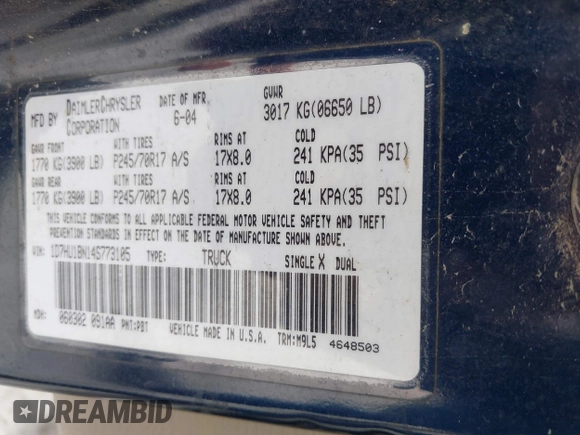 MFD BY DAIMLERCHRYSLER CORPORATION DATE OF MFR 6-04 GVWR 3017 KG(06650 LB)
GAWR FRONT WITH TIRES RIMS AT COLD
1770 KG(3900 LB) P245/70R17 A/S 17X8.0 241 KPA(35 PSI)
GAWR REAR WITH TIRES RIMS AT COLD
1770 KG(3900 LB) P245/70R17 A/S 17X8.0 241 KPA(35 PSI)
THIS VEHICLE CONFORMS TO ALL APPLICABLE FEDERAL MOTOR VEHICLE SAFETY AND THEFT
PREVENTION STANDARDS IN EFFECT ON THE DATE OF MANUFACTURE SHOWN ABOVE.
VIN: 1D7HU18N14S773105 TYPE: TRUCK SINGLE X DUAL
MDH: 060302 091AA PNT:PBT VEHICLE MADE IN U.S.A. TRM:M9L5 4648503
DREAMBID